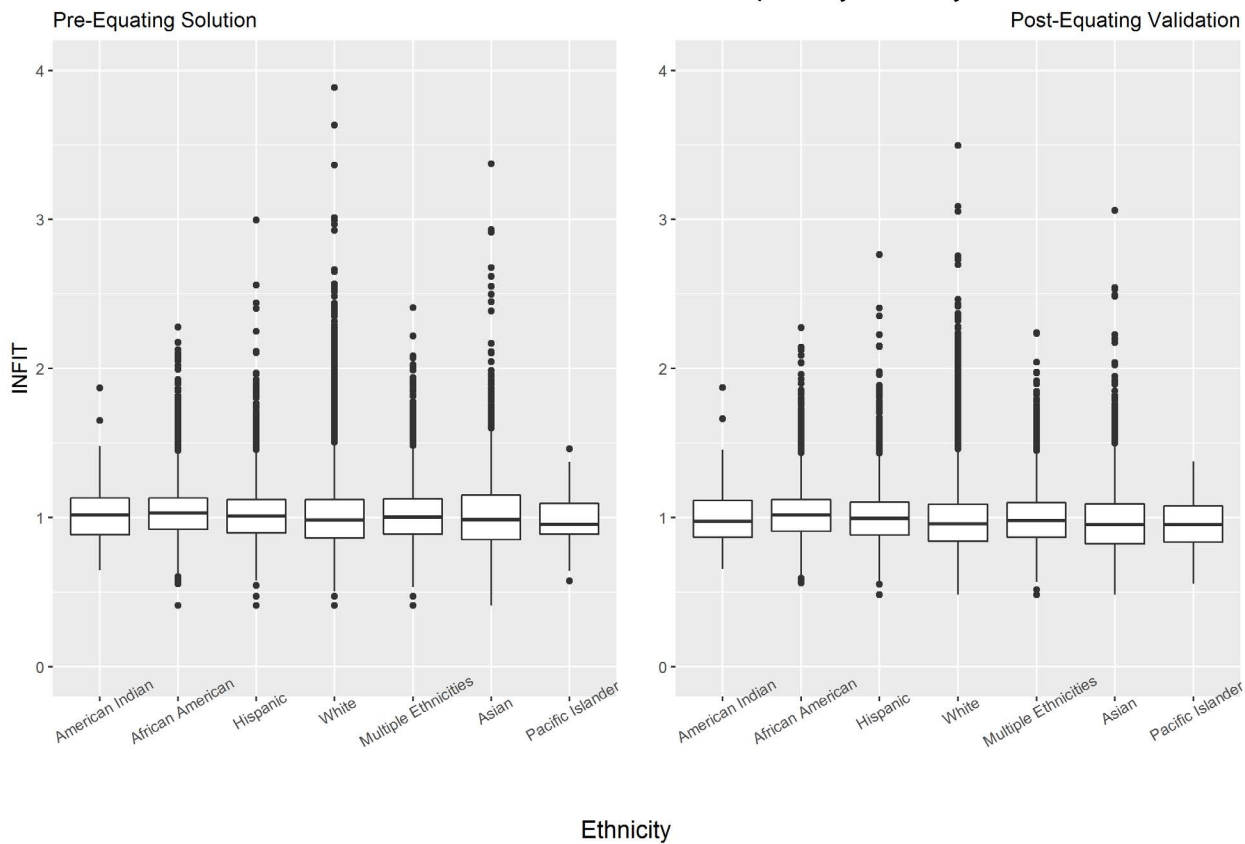 Pre-Equating Solution
Post-Equating Validation
INFIT
4
3
2
1
0
4
3
2
1
0
American Indian
African American
Hispanic
White
Multiple Ethnicities
Asian
Pacific Islander
American Indian
African American
Hispanic
White
Multiple Ethnicities
Asian
Pacific Islander
Ethnicity